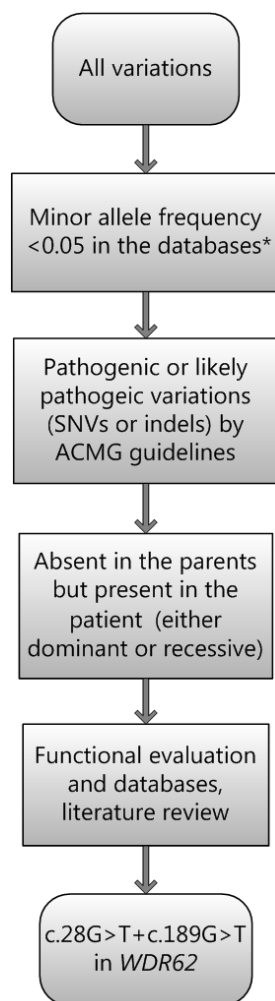 All variations
Minor allele frequency
<0.05 in the databases*
Pathogenic or likely
pathogeic variations
(SNVs or indels) by
ACMG guidelines
Absent in the parents
but present in the
patient (either
dominant or recessive)
Functional evaluation
and databases,
literature review
c.28G>T+c.189G>T
in WDR62